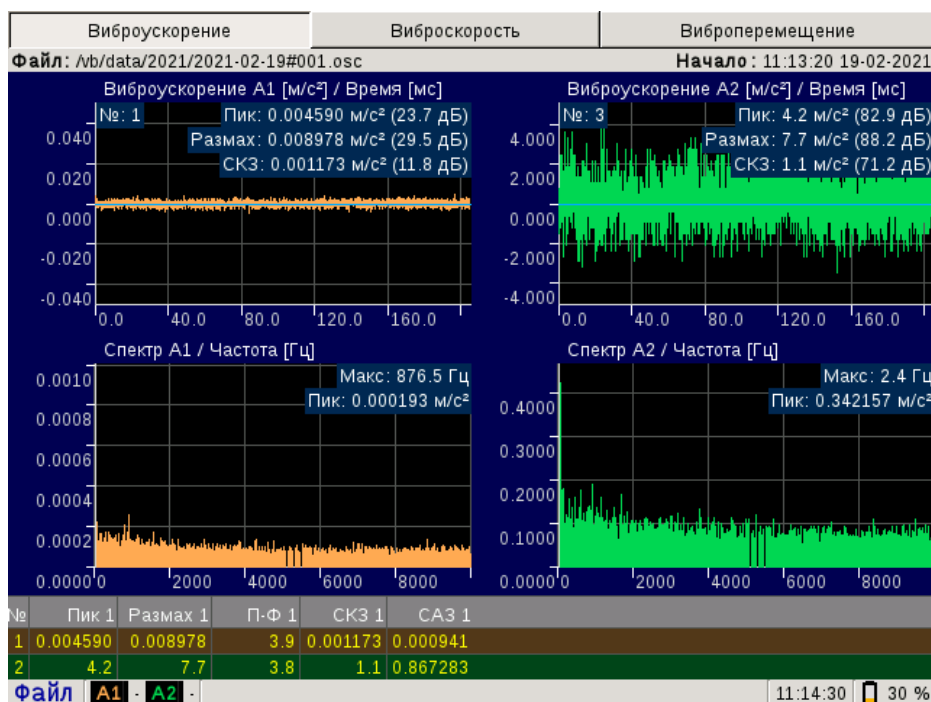 Виброускорение Виброскорость Виброперемещение
Файл: /vb/data/2021/2021-02-19#001.osc Начало: 11:13:20 19-02-2021
Виброускорение A1 [м/с²] / Время [мс]
№: 1 Пик: 0.004590 м/с² (23.7 дБ)
Размах: 0.008978 м/с² (29.5 дБ)
СКЗ: 0.001173 м/с² (11.8 дБ)
0.040
0.020
0.000
-0.020
-0.040
0.0 40.0 80.0 120.0 160.0
Виброускорение A2 [м/с²] / Время [мс]
№: 3 Пик: 4.2 м/с² (82.9 дБ)
Размах: 7.7 м/с² (88.2 дБ)
СКЗ: 1.1 м/с² (71.2 дБ)
4.000
2.000
0.000
-2.000
-4.000
0.0 40.0 80.0 120.0 160.0
Спектр A1 / Частота [Гц]
Макс: 876.5 Гц
Пик: 0.000193 м/с²
0.0010
0.0008
0.0006
0.0004
0.0002
0.0000
0 2000 4000 6000 8000
Спектр A2 / Частота [Гц]
Макс: 2.4 Гц
Пик: 0.342157 м/с²
0.4000
0.3000
0.2000
0.1000
0.0000
0 2000 4000 6000 8000
№ Пик 1 Размах 1 П-Ф 1 СКЗ 1 САЗ 1
1 0.004590 0.008978 3.9 0.001173 0.000941
2 4.2 7.7 3.8 1.1 0.867283
Файл A1 - A2 - 11:14:30 30 %